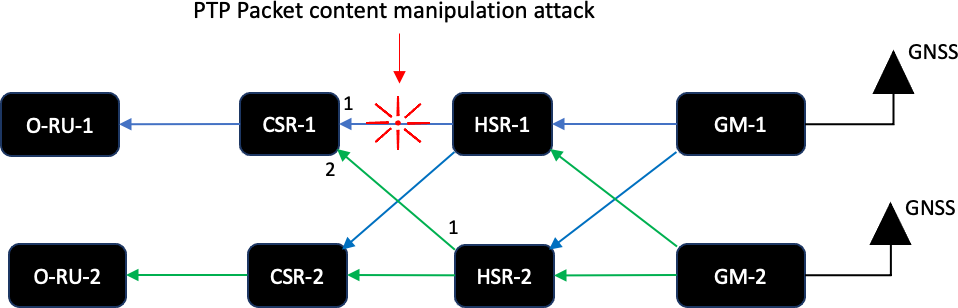 PTP Packet content manipulation attack
GNSS
O-RU-1
CSR-1
1
HSR-1
GM-1
2
1
GNSS
O-RU-2
CSR-2
HSR-2
GM-2